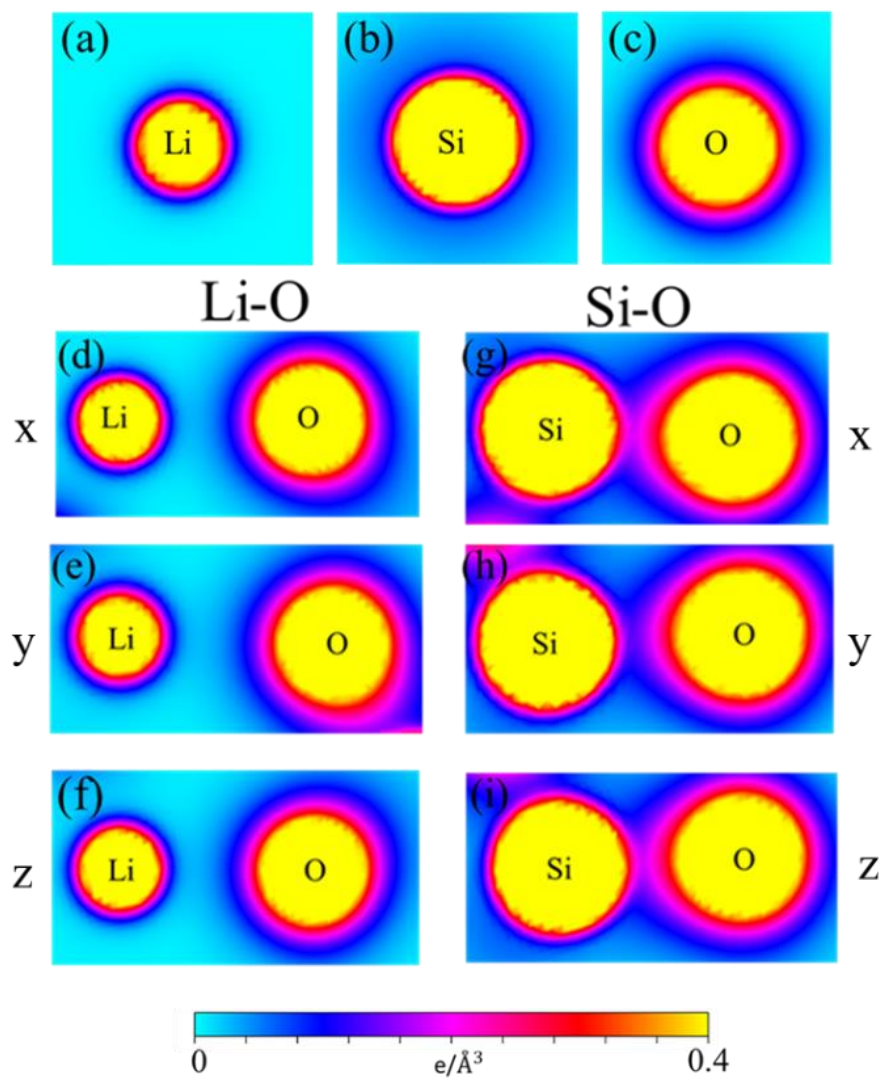 (a) (b) (c)
Li Si O
Li-O Si-O
(d) (g)
x Li O Si O x
(e) (h)
y Li O Si O y
(f) (i)
z Li O Si O z
0 e/Å³ 0.4